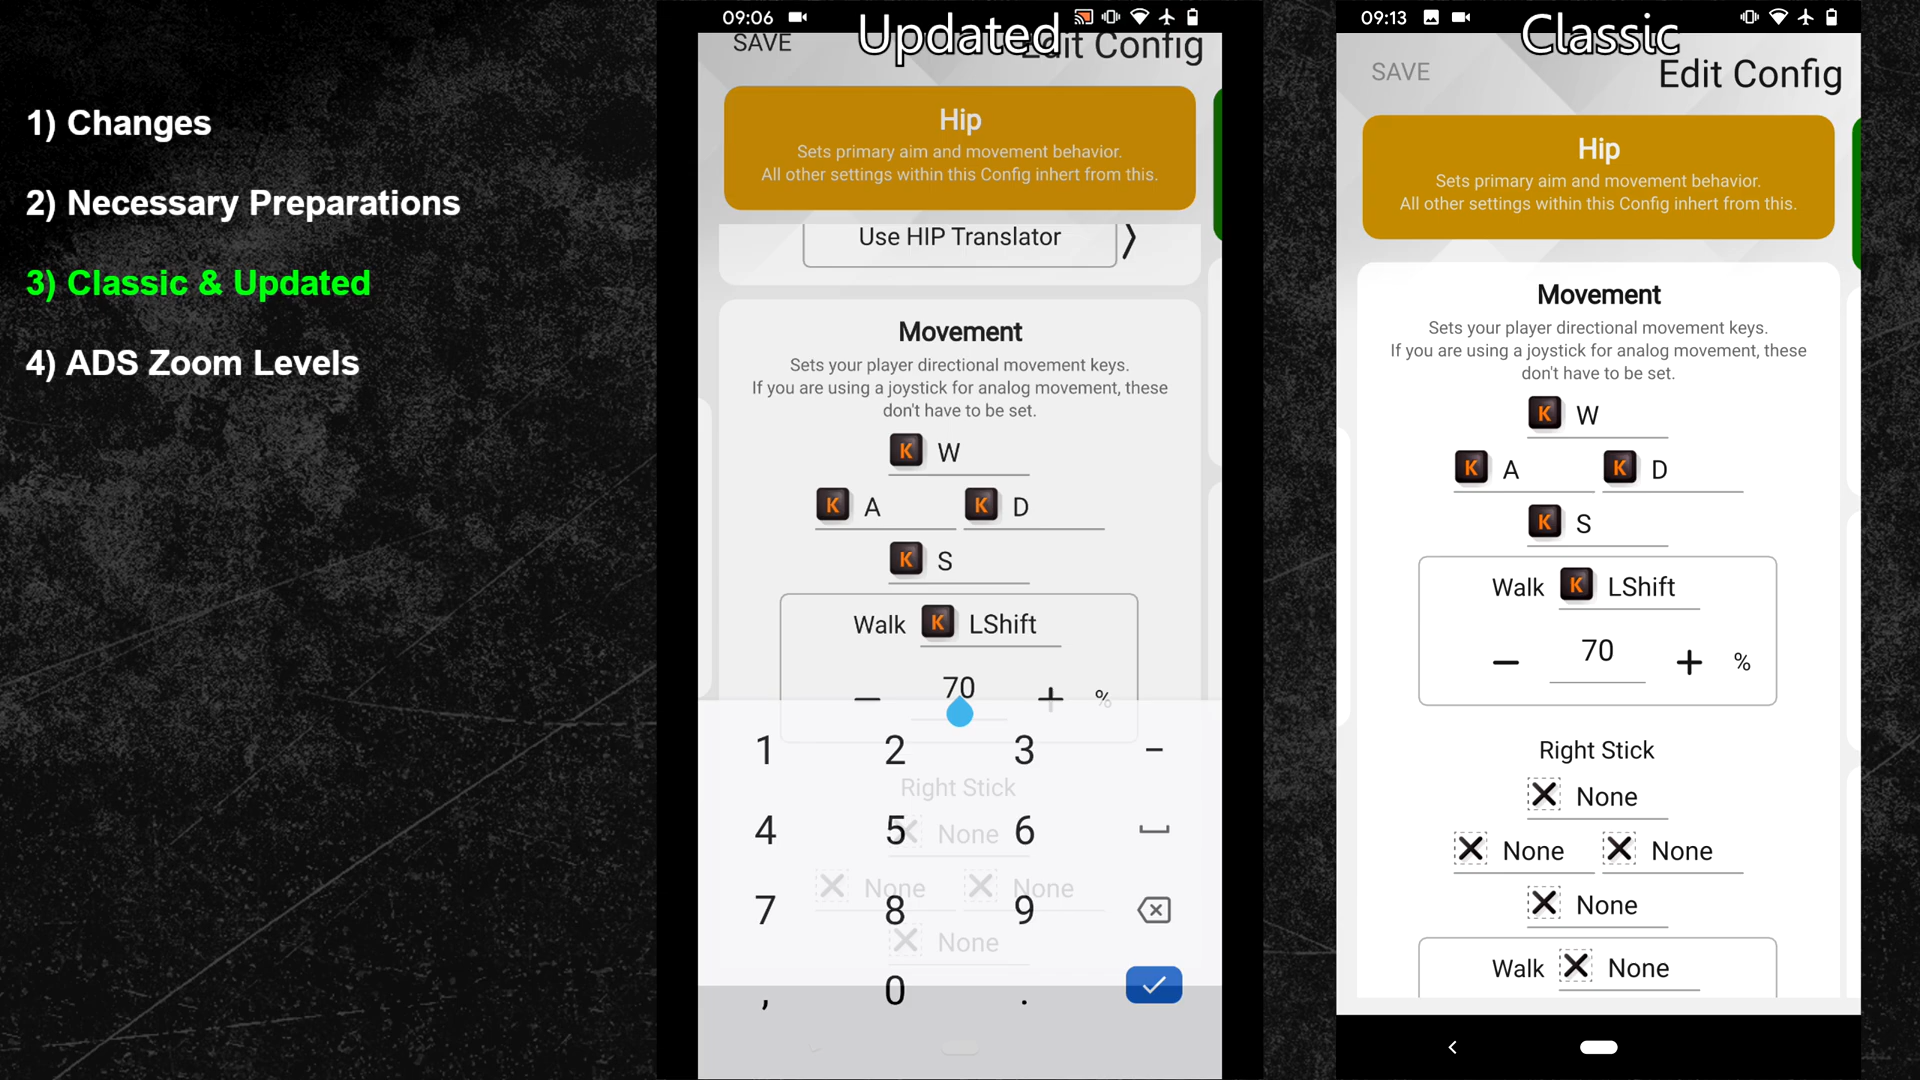 1) Changes
2) Necessary Preparations
3) Classic & Updated
4) ADS Zoom Levels
09:06
Updated
SAVE
Edit Config
Hip
Sets primary aim and movement behavior.
All other settings within this Config inhert from this.
Use HIP Translator
Movement
Sets your player directional movement keys.
If you are using a joystick for analog movement, these
don't have to be set.
K W
K A K D
K S
Walk K LShift
− 70 + %
1 2 3 −
Right Stick
4 5 6
None
None None
7 8 9
None
, 0 .
09:13
Classic
SAVE
Edit Config
Hip
Sets primary aim and movement behavior.
All other settings within this Config inhert from this.
Movement
Sets your player directional movement keys.
If you are using a joystick for analog movement, these
don't have to be set.
K W
K A K D
K S
Walk K LShift
− 70 + %
Right Stick
None
None None
None
Walk None